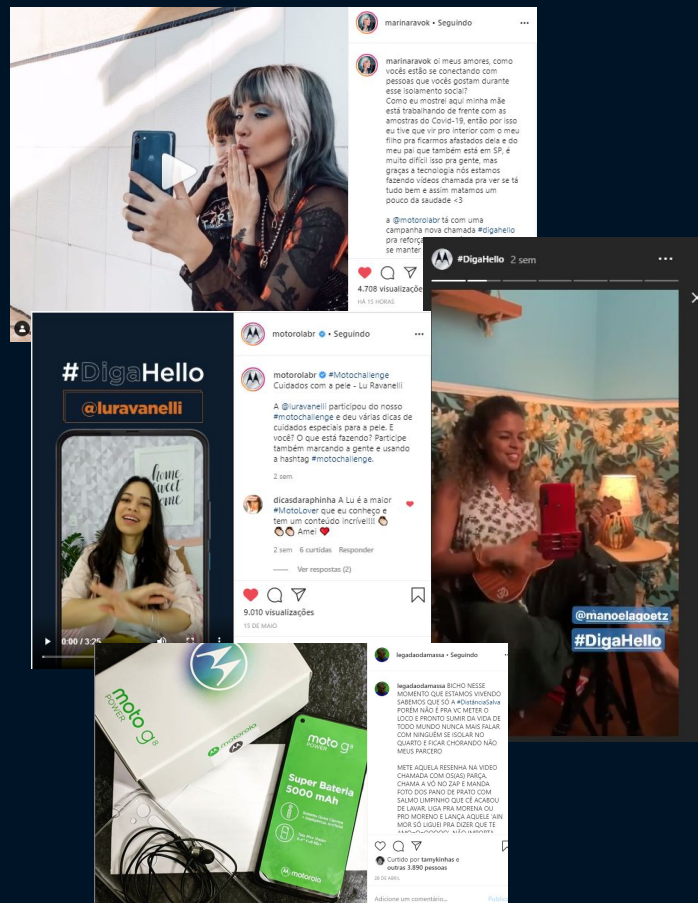 marinaravok • Seguindo
marinaravok oi meus amores, como
vocês estão se conectando com
pessoas que vocês gostam durante
esse isolamento social?
Como eu mostrei aqui minha mãe
está trabalhando de frente com as
amostras do Covid-19, então por isso
eu tive que vir pro interior com o meu
filho pra ficarmos afastados dela e do
meu pai que também está em SP, é
muito difícil isso pra gente, mas
graças a tecnologia nós estamos
fazendo vídeos chamada pra ver se tá
tudo bem e assim matamos um
pouco da saudade <3
a @motorolabr tá com uma
campanha nova chamada #digahello
pra reforça
se manter
4.708 visualizaçõe
HÁ 15 HORAS
#DigaHello 2 sem
@manoelagoetz
#DigaHello
#DigaHello
@luravanelli
home
sweet
home
0:00 / 3:25
motorolabr • Seguindo
motorolabr #Motochallenge
Cuidados com a pele - Lu Ravanelli
A @luravanelli participou do nosso
#motochallenge e deu várias dicas de
cuidados especiais para a pele. E
você? O que está fazendo? Participe
também marcando a gente e usando
a hashtag #motochallenge.
2 sem
dicasdaraphinha A Lu é a maior
#MotoLover que eu conheço e
tem um conteúdo incrível!!! 👏
👏👏 Amei ❤
2 sem 6 curtidas Responder
Ver respostas (2)
9.010 visualizações
15 DE MAIO
moto g8
POWER
motorola
moto g8
POWER
Super Bateria
5000 mAh
motorola
legadaodamassa • Seguindo
legadaodamassa BICHO NESSE
MOMENTO QUE ESTAMOS VIVENDO
SABEMOS QUE SÓ A #DistânciaSalva
PORÉM NÃO É PRA VC METER O
LOCO E PRONTO SUMIR DA VIDA DE
TODO MUNDO NUNCA MAIS FALAR
COM NINGUÉM SE ISOLAR NO
QUARTO E FICAR CHORANDO NÃO
MEUS PARCERO
METE AQUELA RESENHA NA VIDEO
CHAMADA COM OS(AS) PARÇA,
CHAMA A VÓ NO ZAP E MANDA
FOTO DOS PANO DE PRATO COM
SALMO LIMPINHO QUE CÊ ACABOU
DE LAVAR, LIGA PRA MORENA OU
PRO MORENO E LANÇA AQUELE 'AIN
MOR SÓ LIGUEI PRA DIZER QUE TE
Curtido por tamykinhas e
outras 3.890 pessoas
28 DE ABRIL
Adicione um comentário...